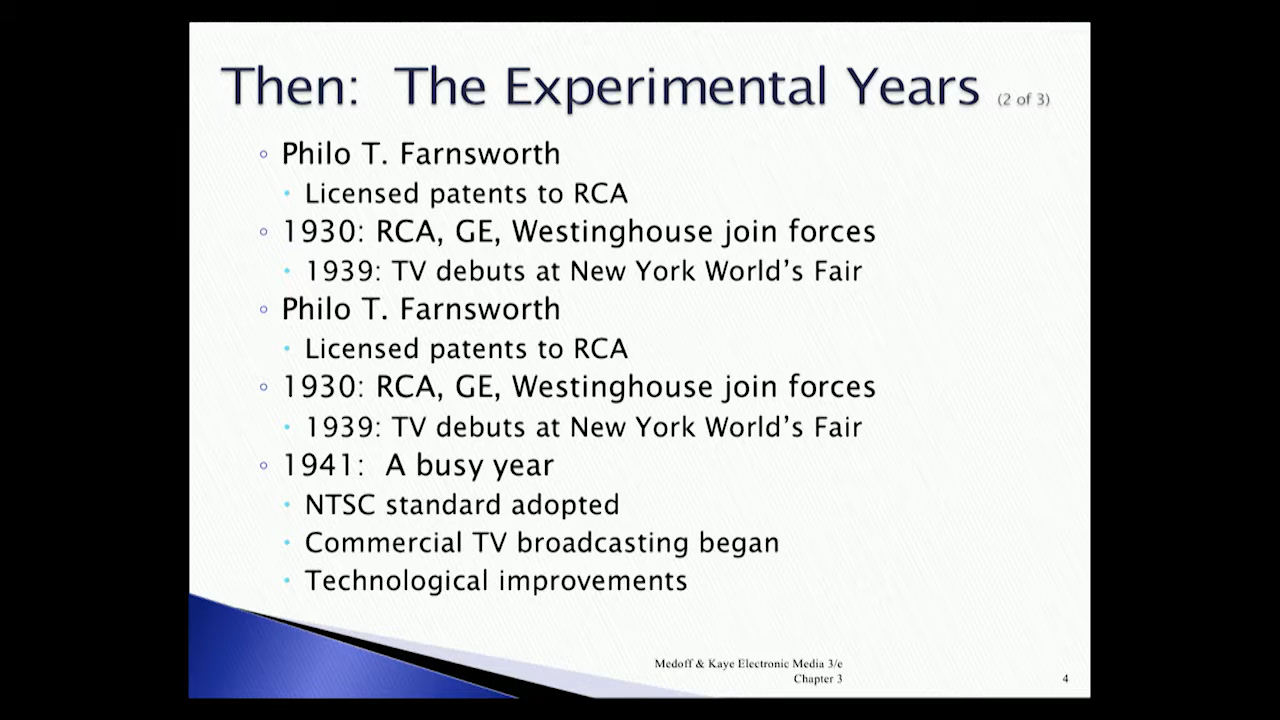 Then: The Experimental Years (2 of 3)
Philo T. Farnsworth
Licensed patents to RCA
1930: RCA, GE, Westinghouse join forces
1939: TV debuts at New York World’s Fair
Philo T. Farnsworth
Licensed patents to RCA
1930: RCA, GE, Westinghouse join forces
1939: TV debuts at New York World’s Fair
1941: A busy year
NTSC standard adopted
Commercial TV broadcasting began
Technological improvements
Medoff & Kaye Electronic Media 3/e
Chapter 3
4